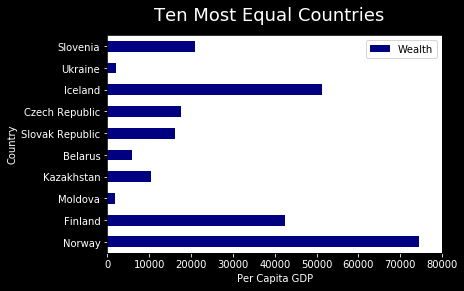 Ten Most Equal Countries
Wealth
Country
Slovenia
Ukraine
Iceland
Czech Republic
Slovak Republic
Belarus
Kazakhstan
Moldova
Finland
Norway
0 10000 20000 30000 40000 50000 60000 70000 80000
Per Capita GDP